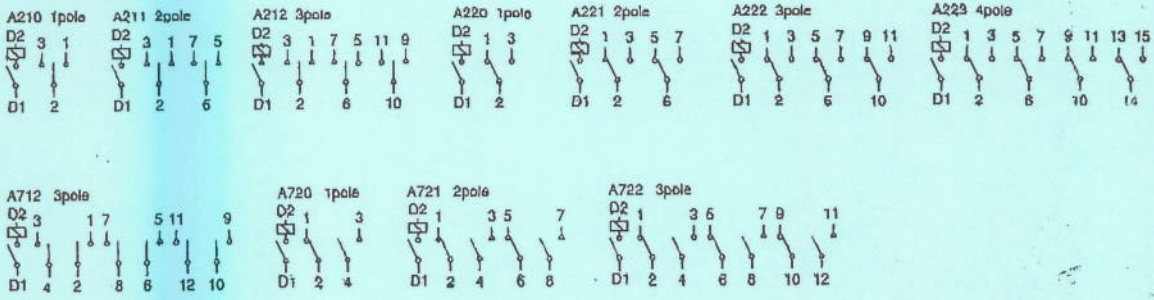 A210 1pole A211 2pole A212 3pole A220 1pole A221 2pole A222 3pole A223 4pole
D2 3 1 D2 3 1 7 5 D2 3 1 7 5 11 9 D2 1 3 D2 1 3 5 7 D2 1 3 5 7 9 11 D2 1 3 5 7 9 11 13 15
D1 2 D1 2 6 D1 2 6 10 D1 2 D1 2 6 D1 2 6 10 D1 2 6 10 14
A712 3pole A720 1pole A721 2pole A722 3pole
D2 3 1 7 5 11 9 D2 1 3 D2 1 3 5 7 D2 1 3 5 7 9 11
D1 4 2 8 6 12 10 D1 2 4 D1 2 4 6 8 D1 2 4 6 8 10 12